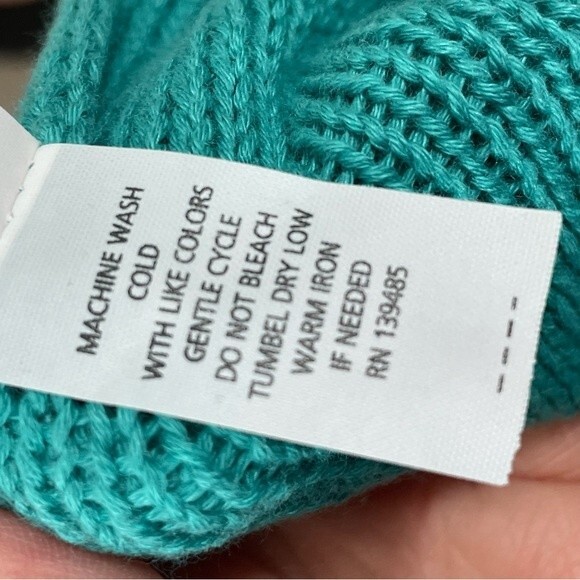 MACHINE WASH
COLD
WITH LIKE COLORS
GENTLE CYCLE
DO NOT BLEACH
TUMBEL DRY LOW
WARM IRON
IF NEEDED
RN 139485